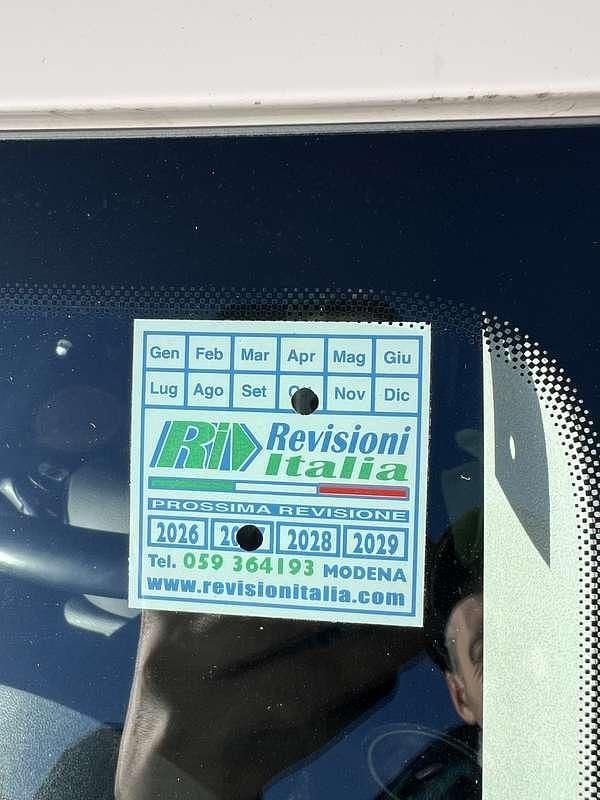 Gen Feb Mar Apr Mag Giu
Lug Ago Set Nov Dic
Ri Revisioni
Italia
PROSSIMA REVISIONE
2026 2028 2029
Tel. 059 364193 MODENA
www.revisionitalia.com